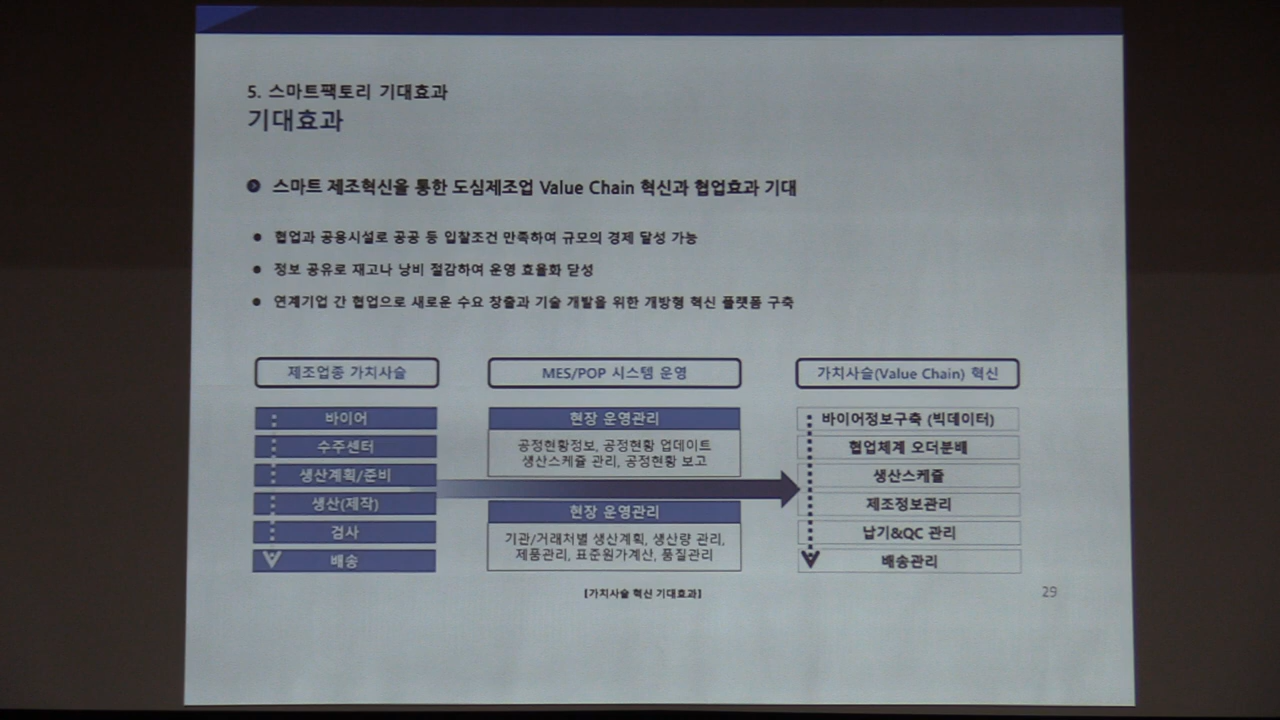 5. 스마트팩토리 기대효과
기대효과
스마트 제조혁신을 통한 도심제조업 Value Chain 혁신과 협업효과 기대
협업과 공용시설로 공공 등 입찰조건 만족하여 규모의 경제 달성 가능
정보 공유로 재고나 낭비 절감하여 운영 효율화 닫성
연계기업 간 협업으로 새로운 수요 창출과 기술 개발을 위한 개방형 혁신 플랫폼 구축
제조업종 가치사슬
바이어
수주센터
생산계획/준비
생산(제작)
검사
배송
MES/POP 시스템 운영
현장 운영관리
공정현황정보, 공정현황 업데이트
생산스케쥴 관리, 공정현황 보고
현장 운영관리
기관/거래처별 생산계획, 생산량 관리,
제품관리, 표준원가계산, 품질관리
가치사슬(Value Chain) 혁신
바이어정보구축 (빅데이터)
협업체계 오더분배
생산스케쥴
제조정보관리
납기&QC 관리
배송관리
[가치사슬 혁신 기대효과]
29